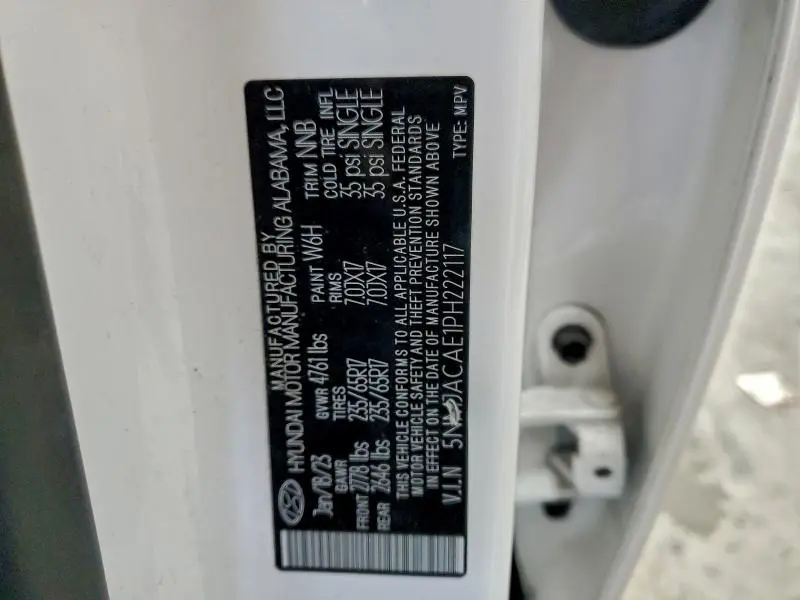 MANUFACTURED BY
HYUNDAI MOTOR MANUFACTURING ALABAMA, LLC
Jan/18/23 GVWR 4761 lbs PAINT W6H TRIM NNB
GAWR TIRES RIMS COLD TIRE INFL
FRONT 2778 lbs 235/65R17 7.0JX17 35 psi SINGLE
REAR 2646 lbs 235/65R17 7.0JX17 35 psi SINGLE
THIS VEHICLE CONFORMS TO ALL APPLICABLE U.S.A. FEDERAL
MOTOR VEHICLE SAFETY AND THEFT PREVENTION STANDARDS
IN EFFECT ON THE DATE OF MANUFACTURE SHOWN ABOVE
V.I.N TYPE: MPV